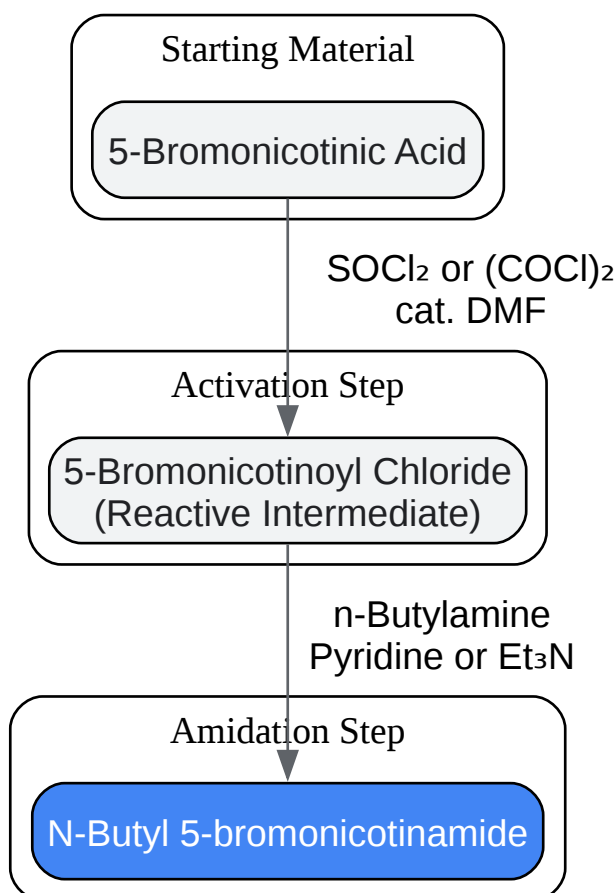 Starting Material
5-Bromonicotinic Acid
SOCl₂ or (COCl)₂
cat. DMF
Activation Step
5-Bromonicotinoyl Chloride
(Reactive Intermediate)
n-Butylamine
Pyridine or Et₃N
Amidation Step
N-Butyl 5-bromonicotinamide